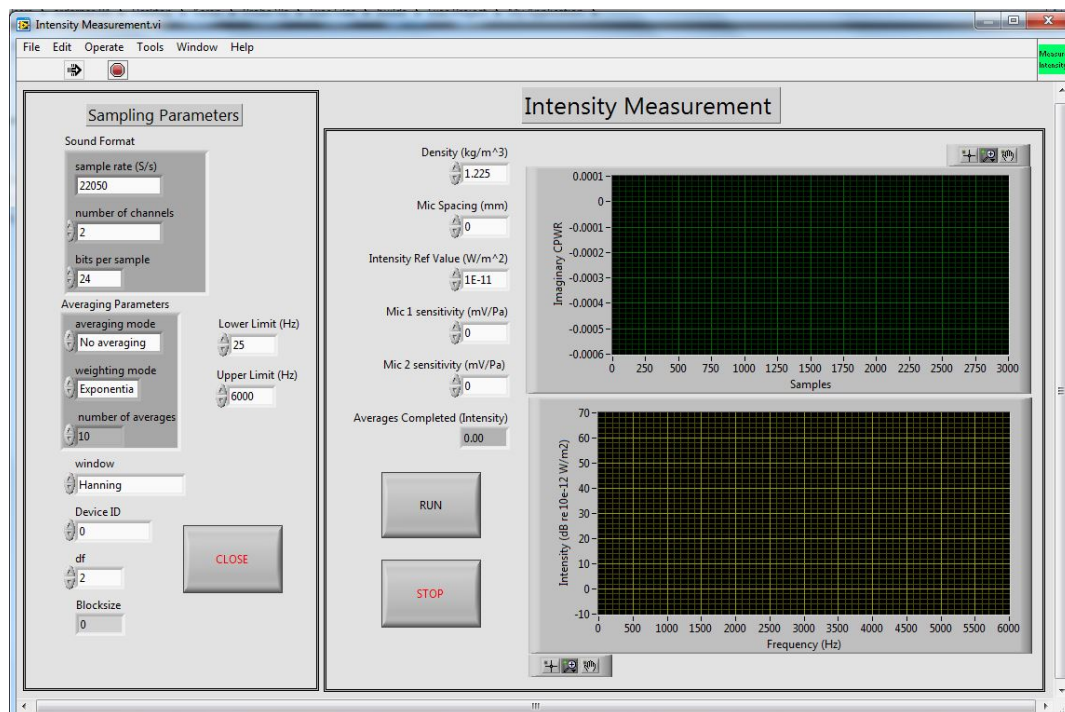 Intensity Measurement.vi
File Edit Operate Tools Window Help
Measur
Intensity
Sampling Parameters
Sound Format
sample rate (S/s)
22050
number of channels
2
bits per sample
24
Averaging Parameters
averaging mode
No averaging
weighting mode
Exponentia
number of averages
10
Lower Limit (Hz)
25
Upper Limit (Hz)
6000
window
Hanning
Device ID
0
df
2
Blocksize
0
CLOSE
Intensity Measurement
Density (kg/m^3)
1.225
Mic Spacing (mm)
0
Intensity Ref Value (W/m^2)
1E-11
Mic 1 sensitivity (mV/Pa)
0
Mic 2 sensitivity (mV/Pa)
0
Averages Completed (Intensity)
0.00
RUN
STOP
Imaginary CPWR
0.0001
0
-0.0001
-0.0002
-0.0003
-0.0004
-0.0005
-0.0006
0 250 500 750 1000 1250 1500 1750 2000 2250 2500 2750 3000
Samples
Intensity (dB re 10e-12 W/m2)
70
60
50
40
30
20
10
0
-10
0 500 1000 1500 2000 2500 3000 3500 4000 4500 5000 5500 6000
Frequency (Hz)